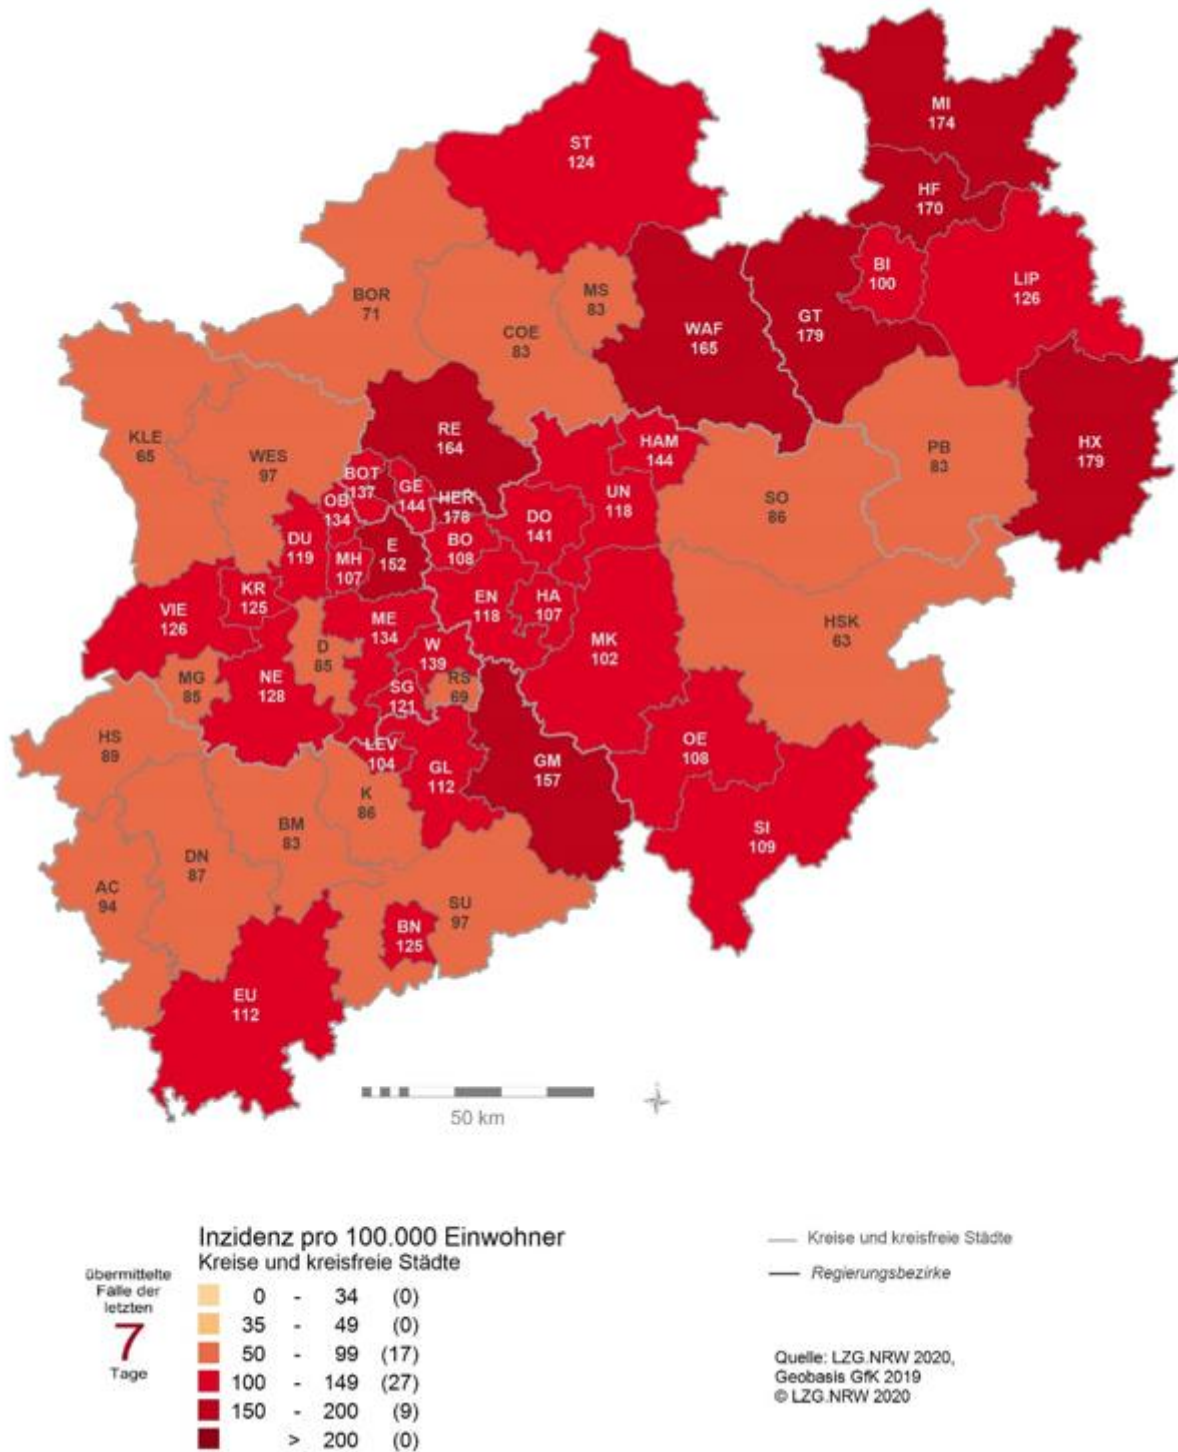 MI
174
ST
124
HF
170
BI
100
LIP
126
BOR
71
MS
83
COE
83
WAF
165
GT
179
KLE
65
WES
97
RE
164
HAM
144
PB
83
HX
179
BOT
137
GE
144
HER
178
OB
134
DO
141
UN
118
SO
86
DU
119
MH
107
E
152
BO
108
VIE
126
KR
125
ME
134
EN
118
HA
107
HSK
63
MK
102
D
85
W
139
MG
85
NE
128
SG
121
RS
69
HS
89
LEV
104
GL
112
GM
157
OE
108
K
86
BM
83
SI
109
DN
87
AC
94
SU
97
BN
125
EU
112
50 km
Inzidenz pro 100.000 Einwohner
Kreise und kreisfreie Städte
übermittelte
Fälle der
letzten
7
Tage
0 - 34 (0)
35 - 49 (0)
50 - 99 (17)
100 - 149 (27)
150 - 200 (9)
> 200 (0)
Kreise und kreisfreie Städte
Regierungsbezirke
Quelle: LZG.NRW 2020,
Geobasis GfK 2019
© LZG.NRW 2020